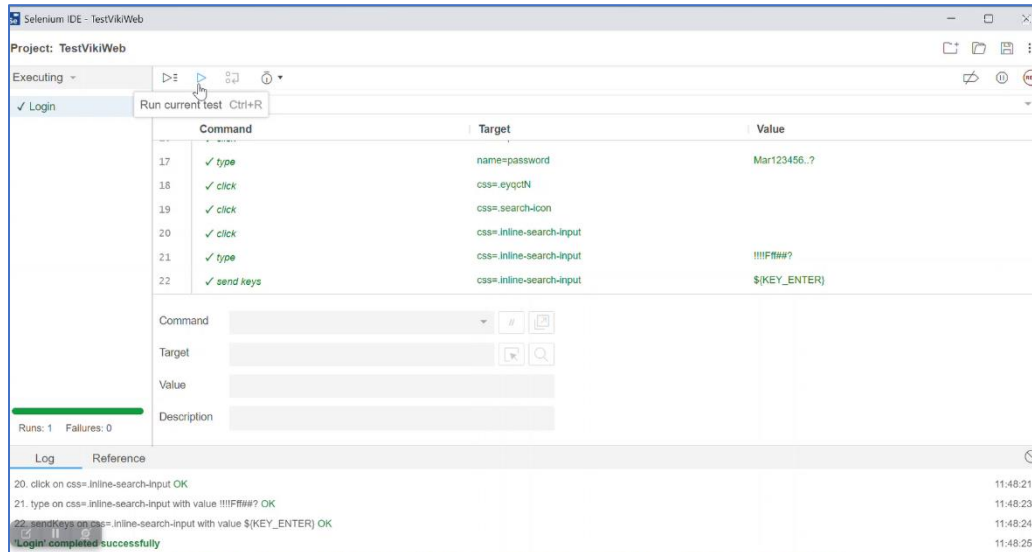 Selenium IDE - TestVikiWeb
Project: TestVikiWeb
Executing
✓ Login
Run current test Ctrl+R
Command Target Value
17 ✓ type name=password Mar123456..?
18 ✓ click css=.eyqctN
19 ✓ click css=.search-icon
20 ✓ click css=.inline-search-input
21 ✓ type css=.inline-search-input !!!!Fff##?
22 ✓ send keys css=.inline-search-input ${KEY_ENTER}
Command //
Target
Value
Description
Runs: 1 Failures: 0
Log Reference
20. click on css=.inline-search-input OK 11:48:21
21. type on css=.inline-search-input with value !!!!Fff##? OK 11:48:23
22. sendKeys on css=.inline-search-input with value ${KEY_ENTER} OK 11:48:24
'Login' completed successfully 11:48:25